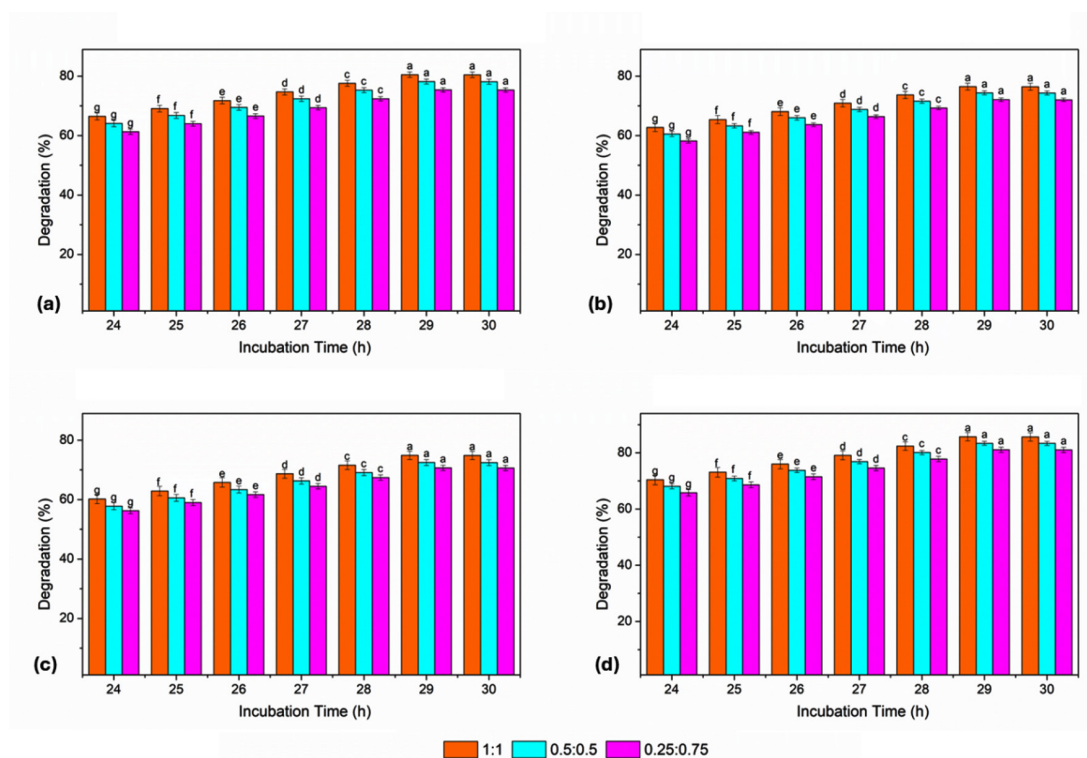 g g g f f f e e e d d d c c c a a a a a a
80
60
40
20
Degradation (%)
(a)
24 25 26 27 28 29 30
Incubation Time (h)
g g g f f f e e e d d d c c c a a a a a a
80
60
40
20
Degradation (%)
(b)
24 25 26 27 28 29 30
Incubation Time (h)
g g g f f f e e e d d d c c c a a a a a a
80
60
40
20
Degradation (%)
(c)
24 25 26 27 28 29 30
Incubation Time (h)
g g g f f f e e e d d d c c c a a a a a a
80
60
40
20
Degradation (%)
(d)
24 25 26 27 28 29 30
Incubation Time (h)
1:1 0.5:0.5 0.25:0.75